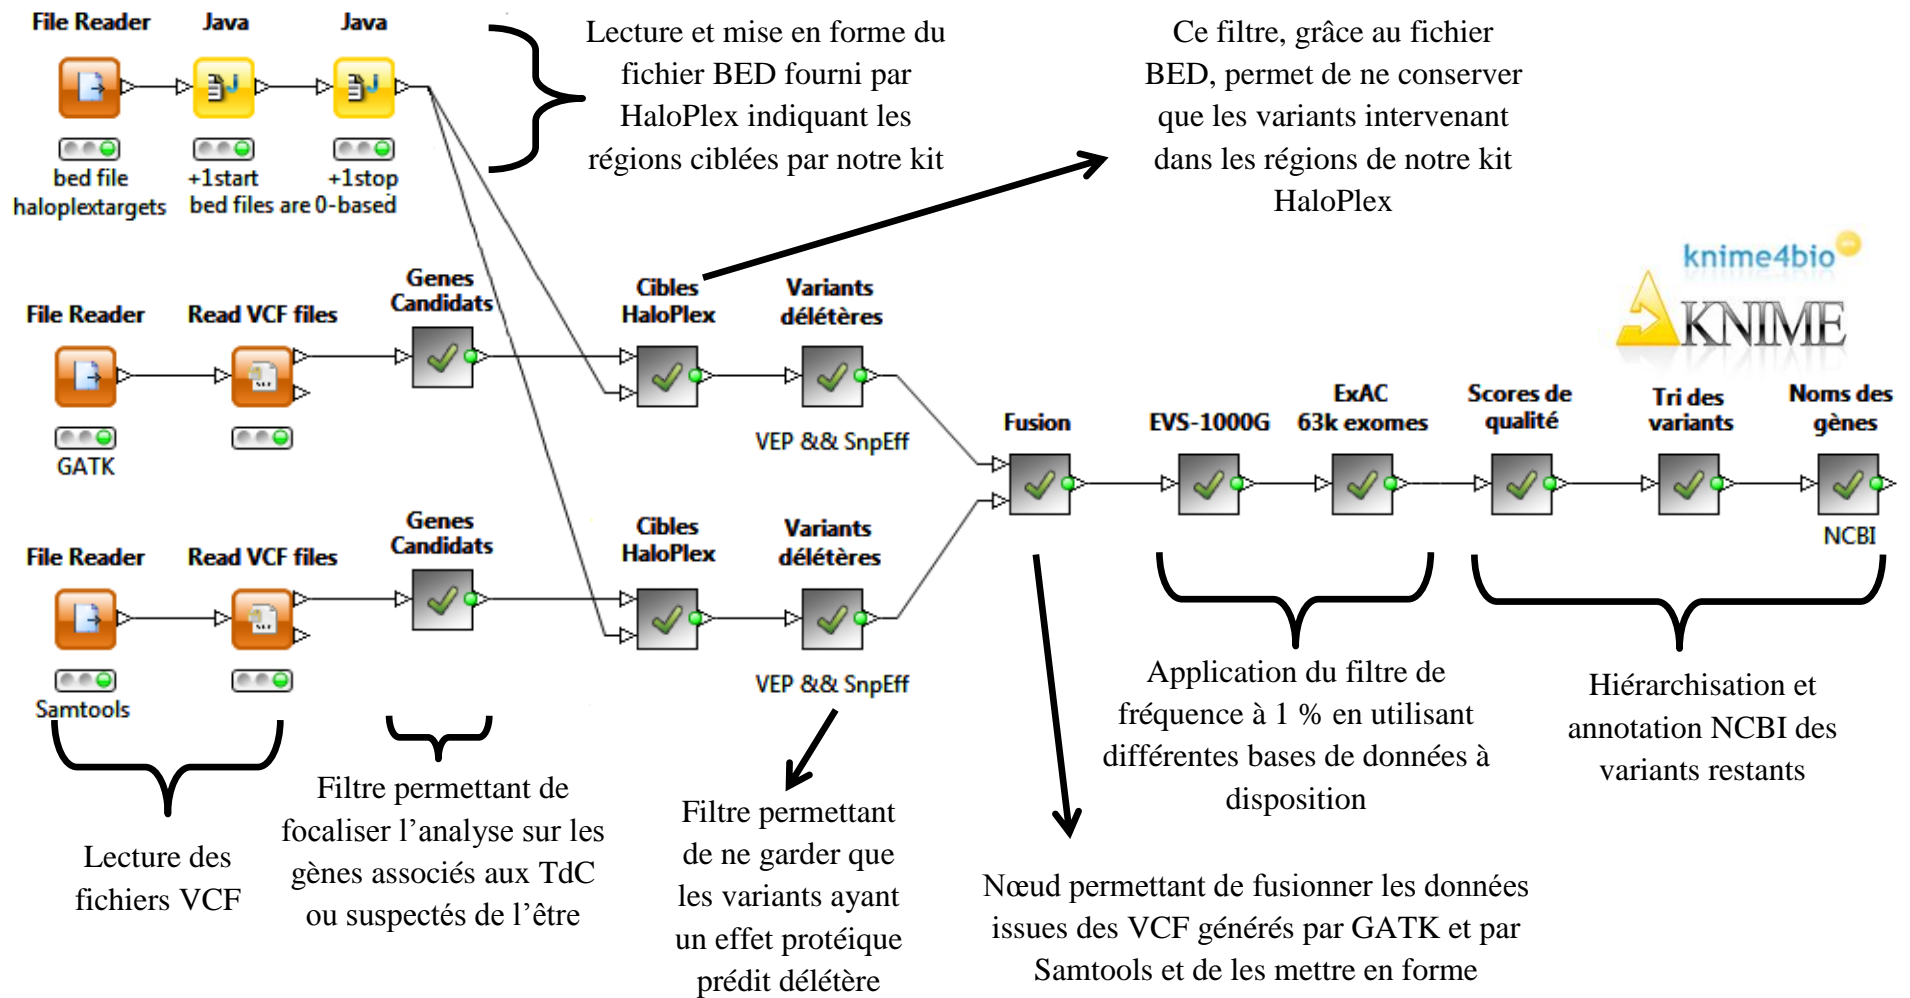 File Reader
Java
Java
bed file
haloplextargets
+1start
+1stop
bed files are 0-based
Lecture et mise en forme du
fichier BED fourni par
HaloPlex indiquant les
régions ciblées par notre kit
Ce filtre, grâce au fichier
BED, permet de ne conserver
que les variants intervenant
dans les régions de notre kit
HaloPlex
knime4bio
KNIME
File Reader
GATK
Read VCF files
Genes
Candidats
Cibles
HaloPlex
Variants
délétères
VEP && SnpEff
File Reader
Samtools
Read VCF files
Genes
Candidats
Cibles
HaloPlex
Variants
délétères
VEP && SnpEff
Fusion
EVS-1000G
ExAC
63k exomes
Scores de
qualité
Tri des
variants
Noms des
gènes
NCBI
Lecture des
fichiers VCF
Filtre permettant de
focaliser l’analyse sur les
gènes associés aux TdC
ou suspectés de l’être
Filtre permettant
de ne garder que
les variants ayant
un effet protéique
prédit délétère
Nœud permettant de fusionner les données
issues des VCF générés par GATK et par
Samtools et de les mettre en forme
Application du filtre de
fréquence à 1 % en utilisant
différentes bases de données à
disposition
Hiérarchisation et
annotation NCBI des
variants restants